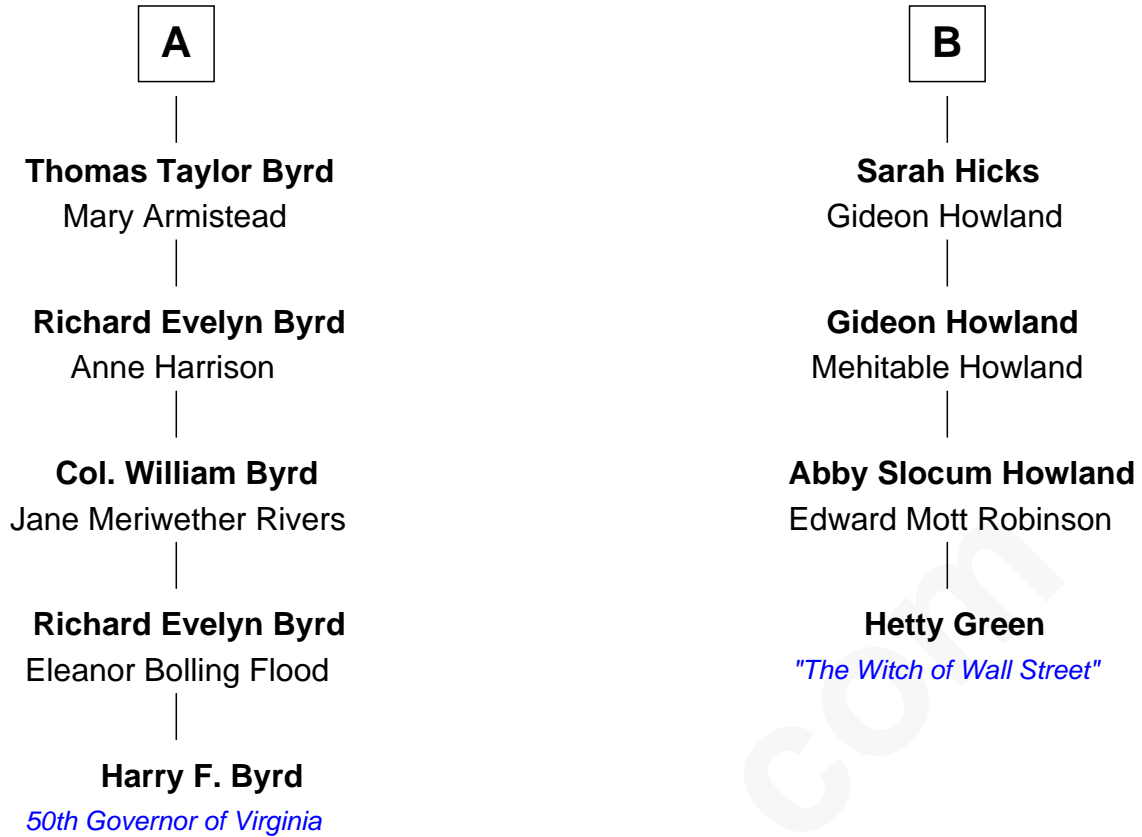 A
Thomas Taylor Byrd
Mary Armistead
Richard Evelyn Byrd
Anne Harrison
Col. William Byrd
Jane Meriwether Rivers
Richard Evelyn Byrd
Eleanor Bolling Flood
Harry F. Byrd
50th Governor of Virginia
B
Sarah Hicks
Gideon Howland
Gideon Howland
Mehitable Howland
Abby Slocum Howland
Edward Mott Robinson
Hetty Green
"The Witch of Wall Street"
com